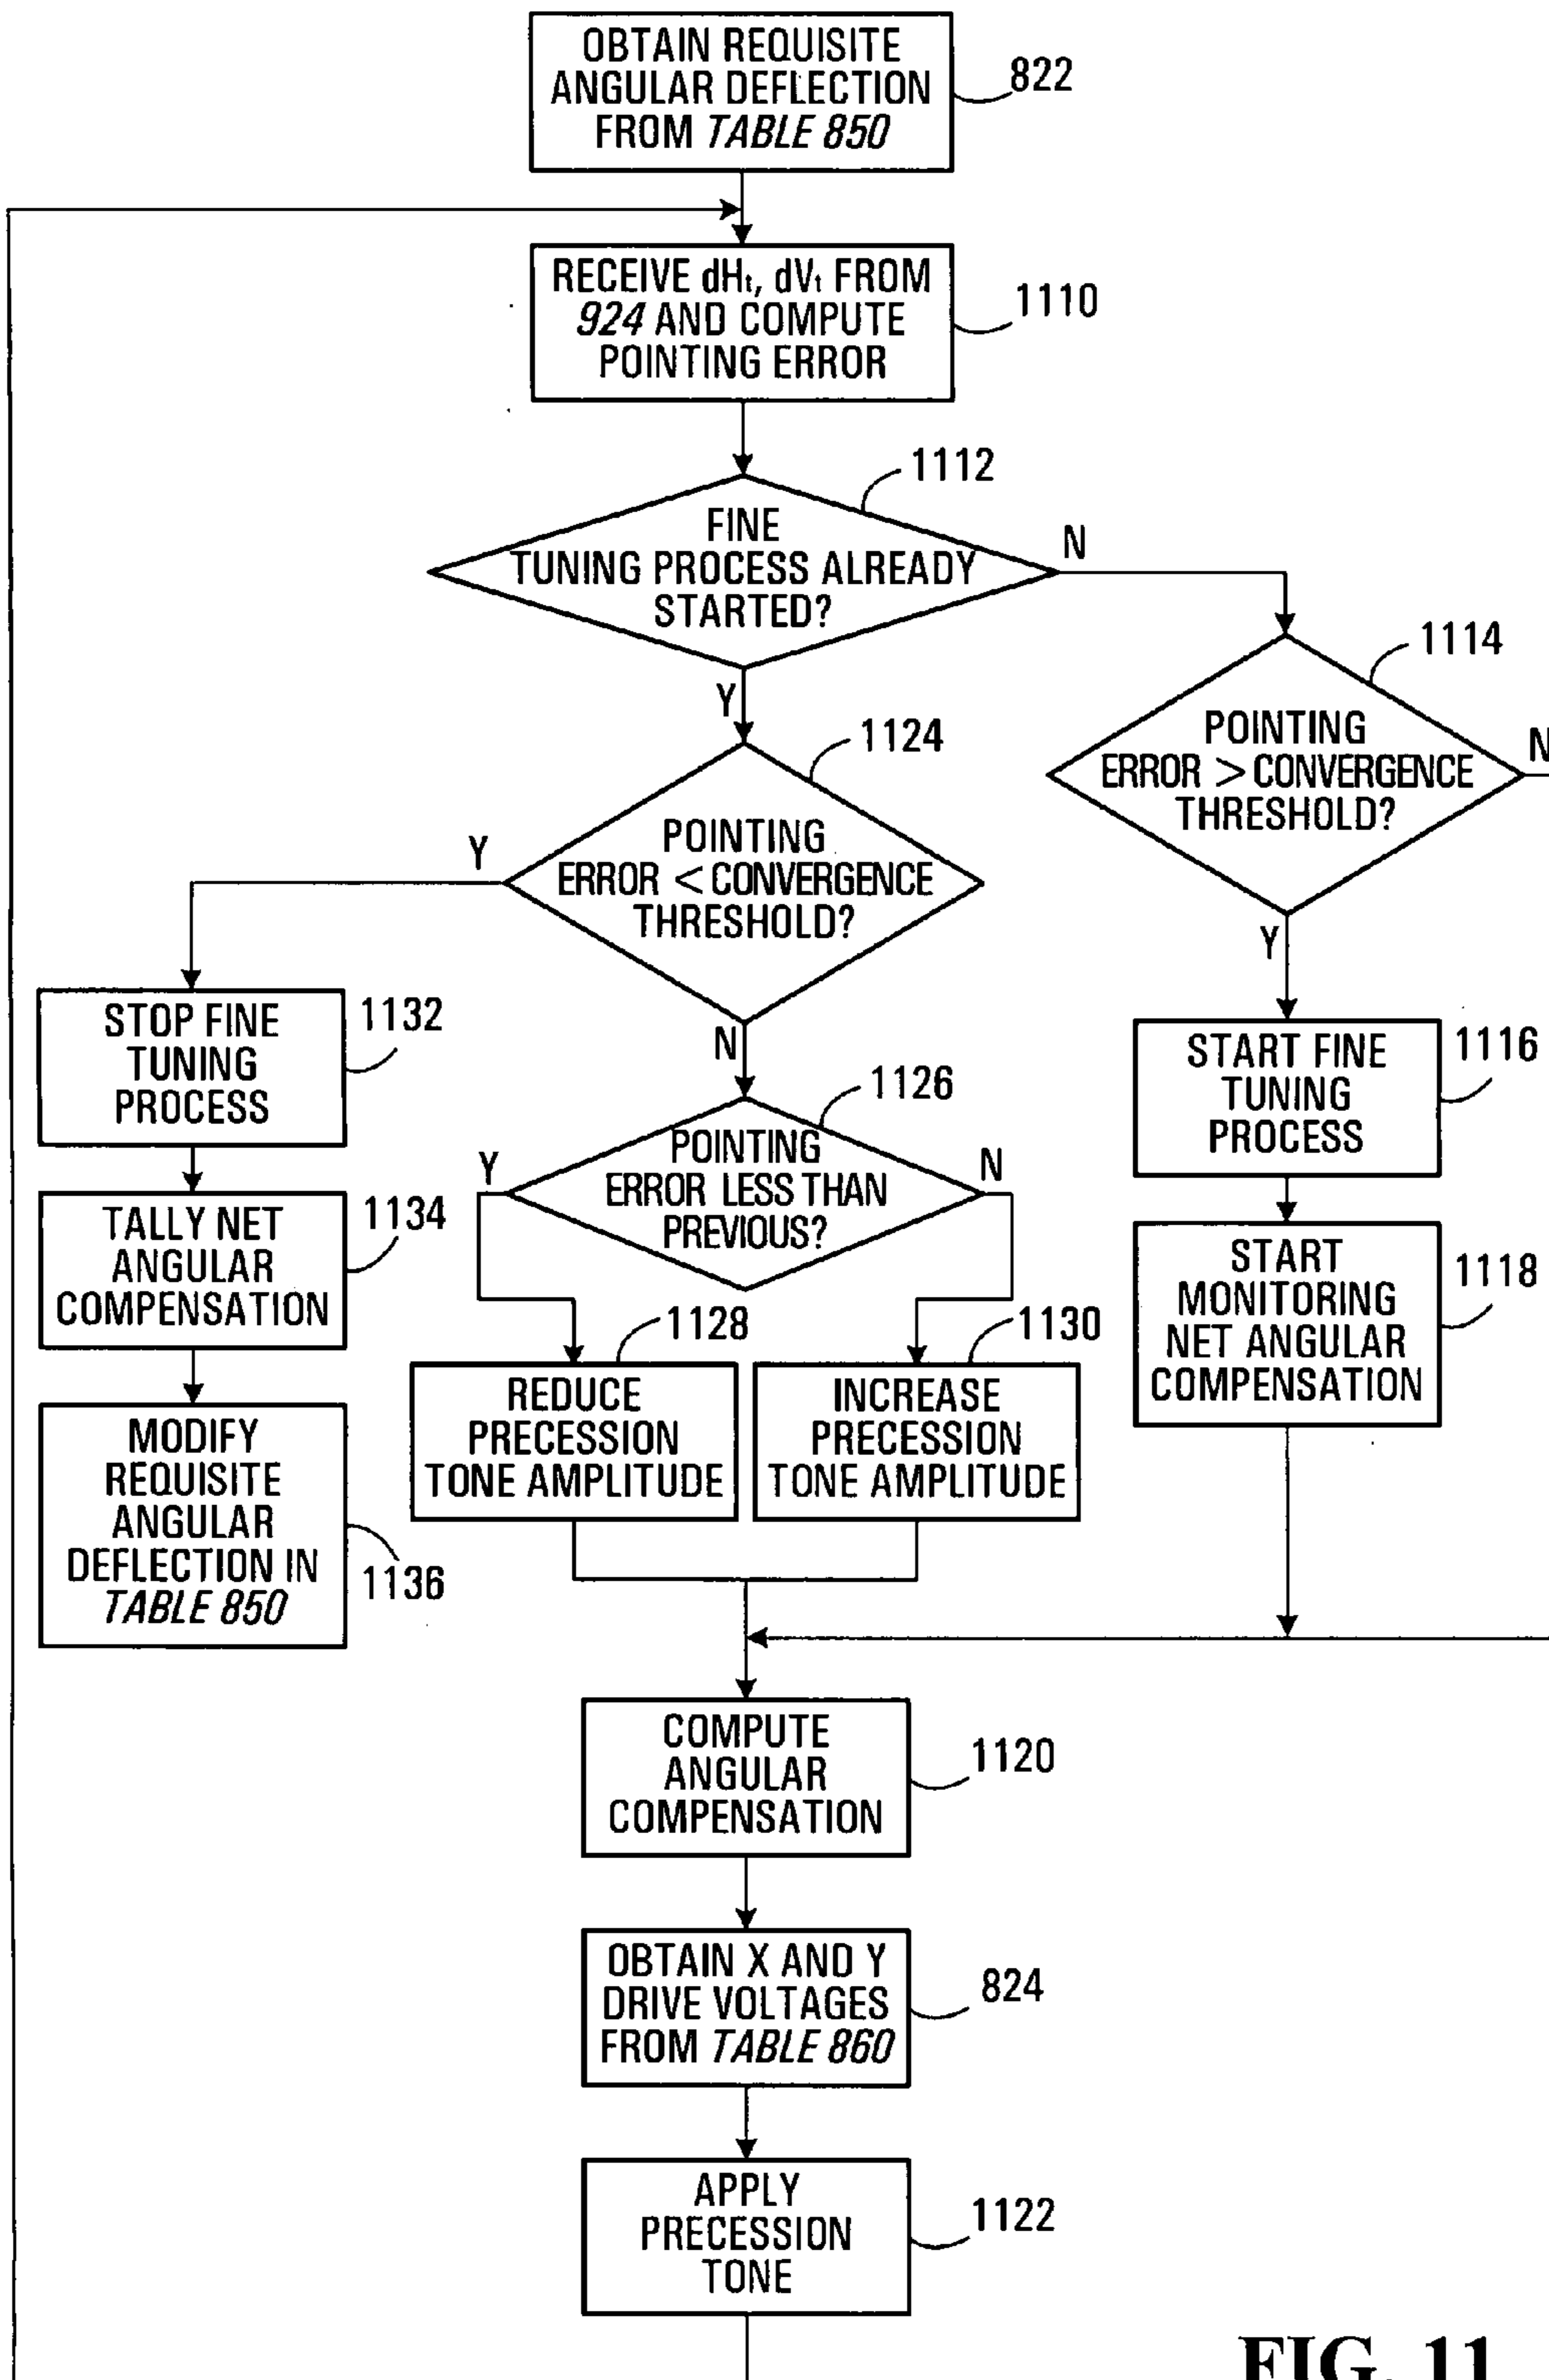 OBTAIN REQUISITE
ANGULAR DEFLECTION
FROM TABLE 850
822
RECEIVE dHt, dVt FROM
924 AND COMPUTE
POINTING ERROR
1110
1112
FINE
TUNING PROCESS ALREADY
STARTED?
N
Y
1114
POINTING
ERROR > CONVERGENCE
THRESHOLD?
N
Y
1124
POINTING
ERROR < CONVERGENCE
THRESHOLD?
Y
N
STOP FINE
TUNING
PROCESS
1132
START FINE
TUNING
PROCESS
1116
1126
POINTING
ERROR LESS THAN
PREVIOUS?
Y
N
TALLY NET
ANGULAR
COMPENSATION
1134
START
MONITORING
NET ANGULAR
COMPENSATION
1118
1128
REDUCE
PRECESSION
TONE AMPLITUDE
1130
INCREASE
PRECESSION
TONE AMPLITUDE
MODIFY
REQUISITE
ANGULAR
DEFLECTION IN
TABLE 850
1136
COMPUTE
ANGULAR
COMPENSATION
1120
OBTAIN X AND Y
DRIVE VOLTAGES
FROM TABLE 860
824
APPLY
PRECESSION
TONE
1122
FIG. 11